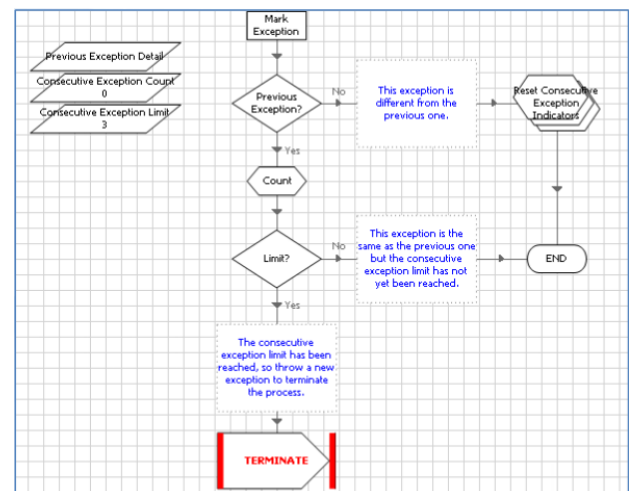 Mark
Exception
Previous Exception Detail
Consecutive Exception Count
0
Consecutive Exception Limit
3
Previous
Exception?
No
This exception is
different from the
previous one.
Reset Consecutive
Exception
Indicators
Yes
Count
Limit?
No
This exception is the
same as the previous one
but the consecutive
exception limit has not
yet been reached.
END
Yes
The consecutive
exception limit has been
reached, so throw a new
exception to terminate
the process.
TERMINATE